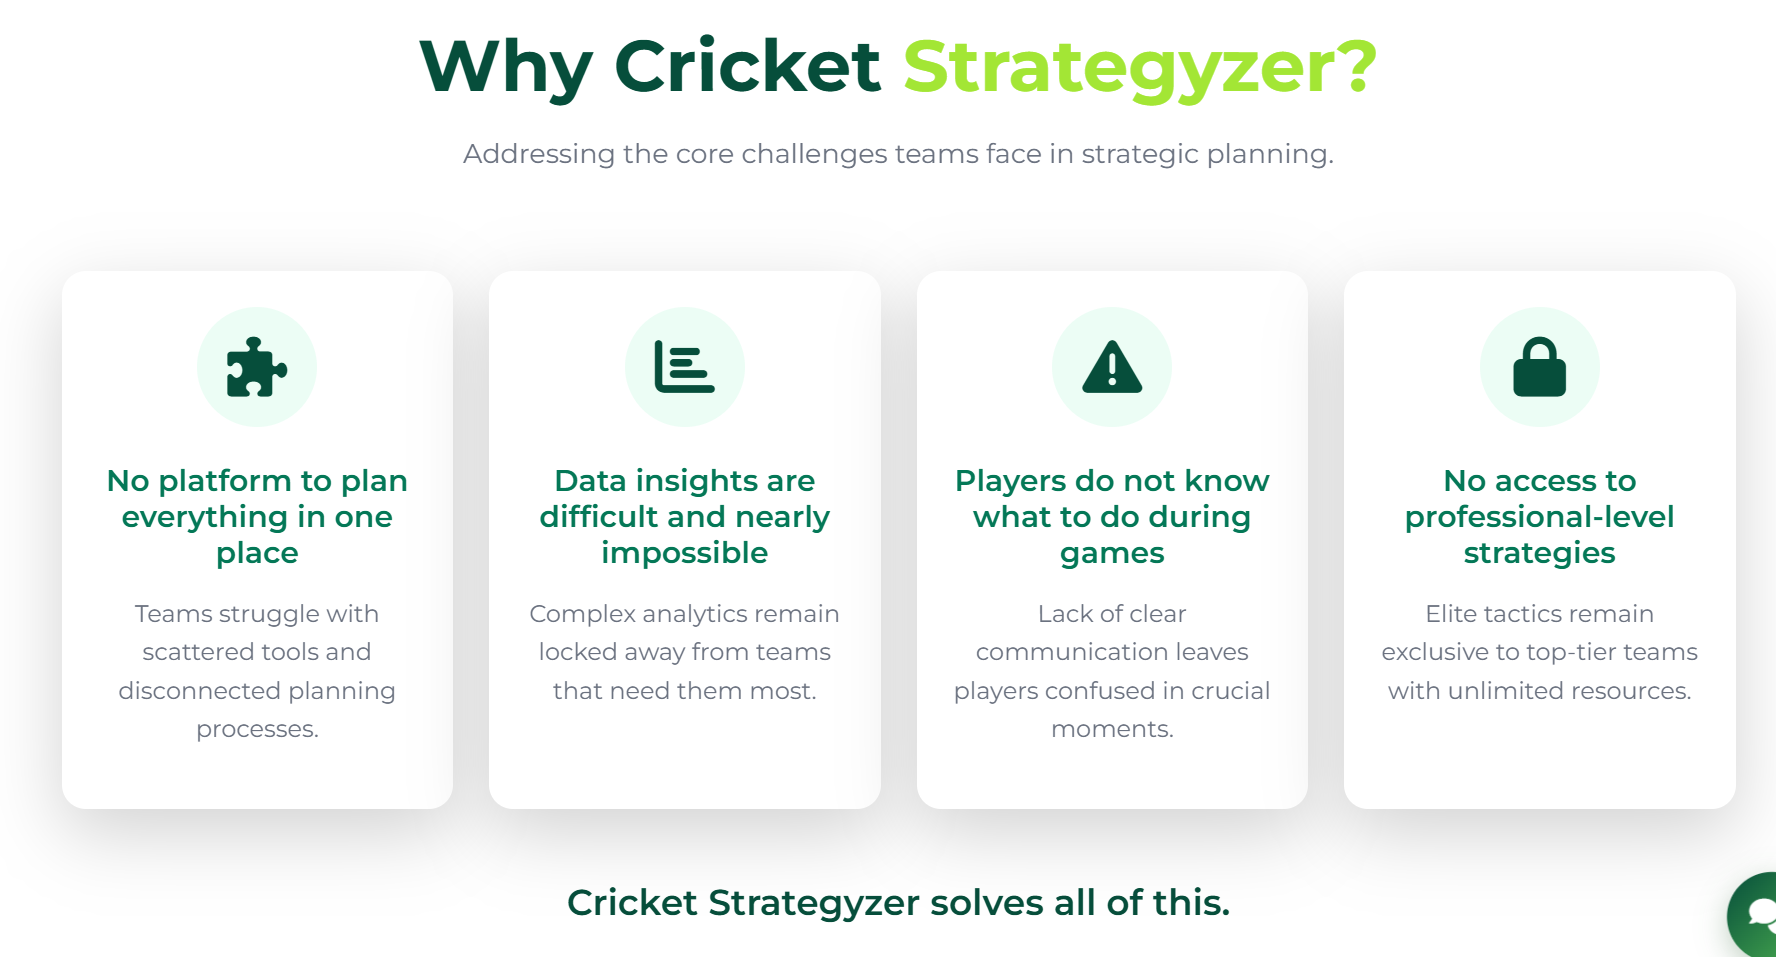 Why Cricket Strategyzer?
Addressing the core challenges teams face in strategic planning.
No platform to plan
everything in one
place
Teams struggle with
scattered tools and
disconnected planning
processes.
Data insights are
difficult and nearly
impossible
Complex analytics remain
locked away from teams
that need them most.
Players do not know
what to do during
games
Lack of clear
communication leaves
players confused in crucial
moments.
No access to
professional-level
strategies
Elite tactics remain
exclusive to top-tier teams
with unlimited resources.
Cricket Strategyzer solves all of this.